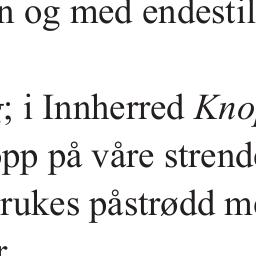 n og med endestil
; i Innherred Knop
opp på våre strende
rukes påstrødd me
r